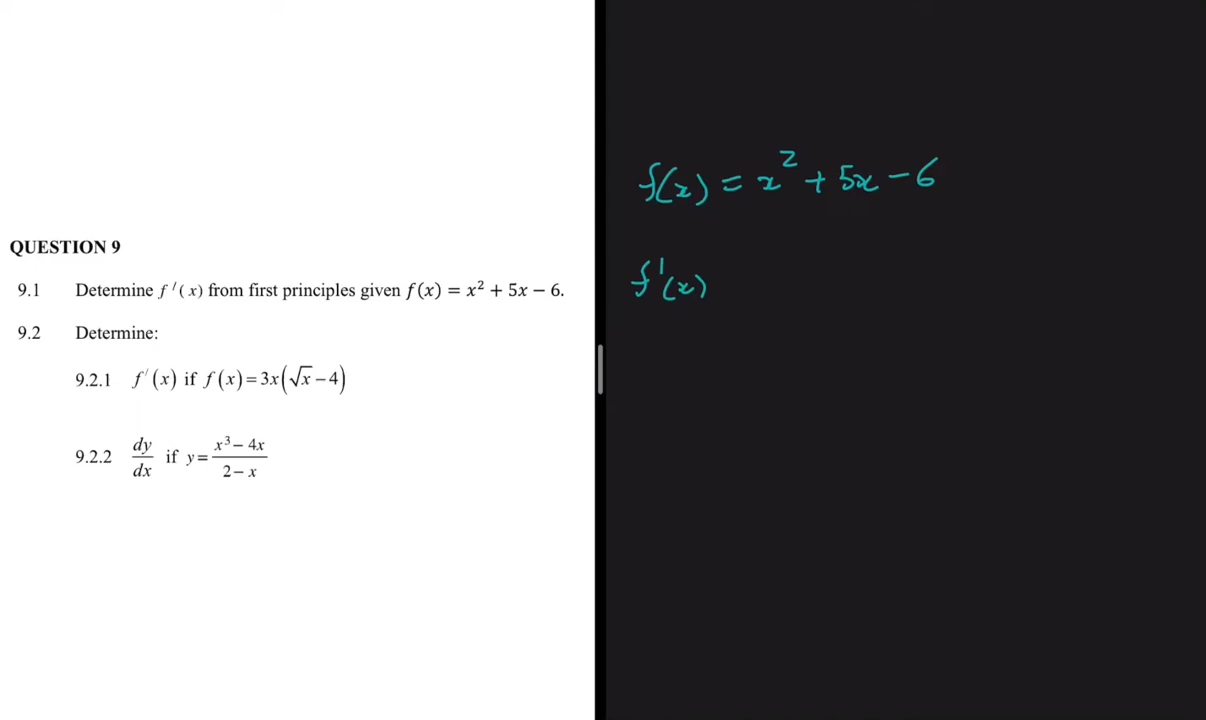 QUESTION 9
9.1 Determine f ′(x) from first principles given f(x) = x² + 5x − 6.
9.2 Determine:
9.2.1 f′(x) if f(x) = 3x(√x − 4)
9.2.2 dy/dx if y = (x³ − 4x)/(2 − x)
f(x) = x² + 5x − 6
f'(x)